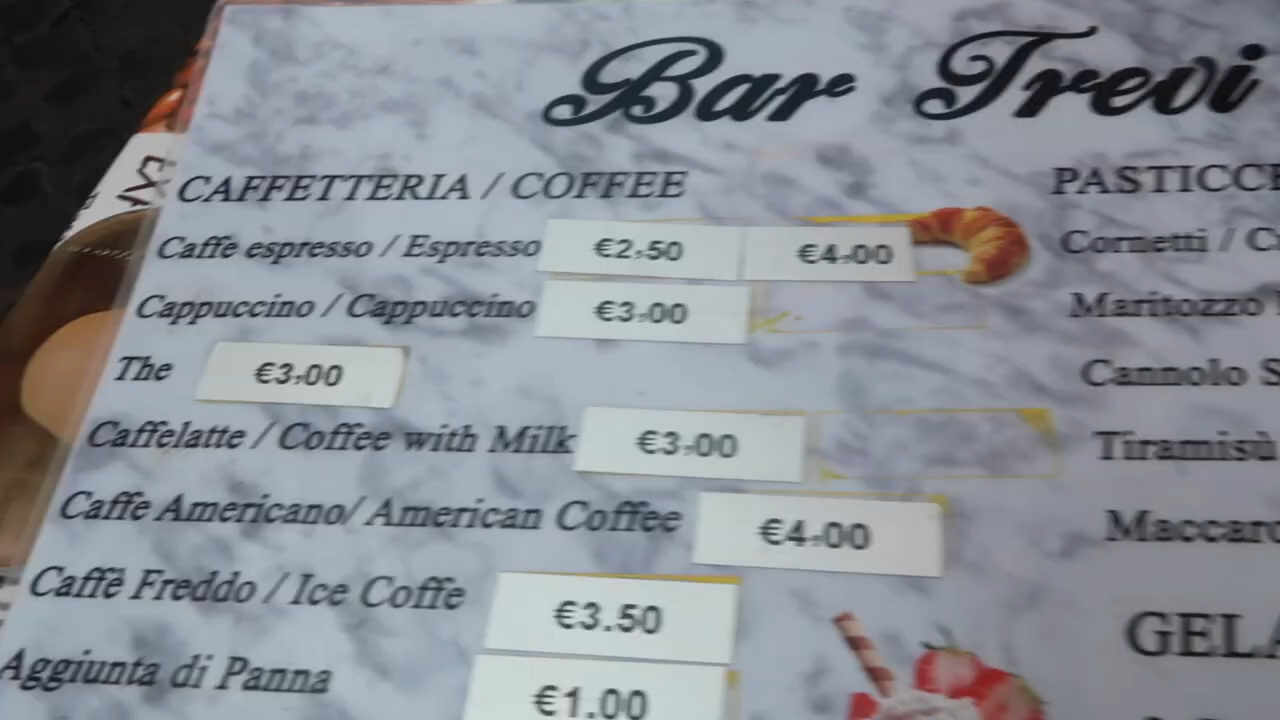 Bar Trevi
CAFFETTERIA / COFFEE
Caffe espresso / Espresso €2.50 €4.00
Cappuccino / Cappuccino €3.00
The €3.00
Caffelatte / Coffee with Milk €3.00
Caffe Americano/ American Coffee €4.00
Caffè Freddo / Ice Coffe €3.50
Aggiunta di Panna €1.00
PASTICCE
Cornetti / C
Maritozzo
Cannolo S
Tiramisù
Maccaro
GELA